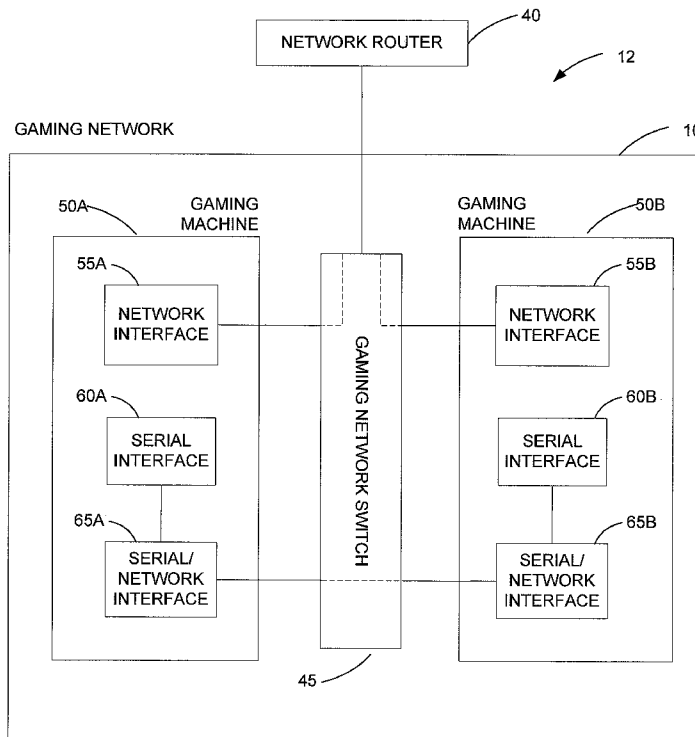 40
NETWORK ROUTER
12
GAMING NETWORK
50A
GAMING
MACHINE
GAMING
MACHINE
50B
55A
55B
NETWORK
INTERFACE
NETWORK
INTERFACE
GAMING NETWORK SWITCH
60A
60B
SERIAL
INTERFACE
SERIAL
INTERFACE
65A
65B
SERIAL/
NETWORK
INTERFACE
SERIAL/
NETWORK
INTERFACE
45